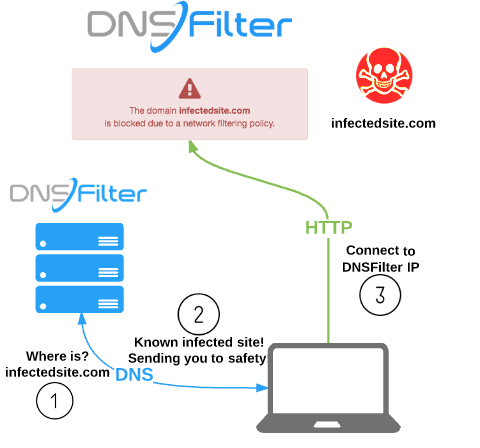 DNSFilter
The domain infectedsite.com
is blocked due to a network filtering policy.
infectedsite.com
DNSFilter
HTTP
Connect to
DNSFilter IP
3
2
Known infected site!
Sending you to safety!
Where is?
infectedsite.com
DNS
1